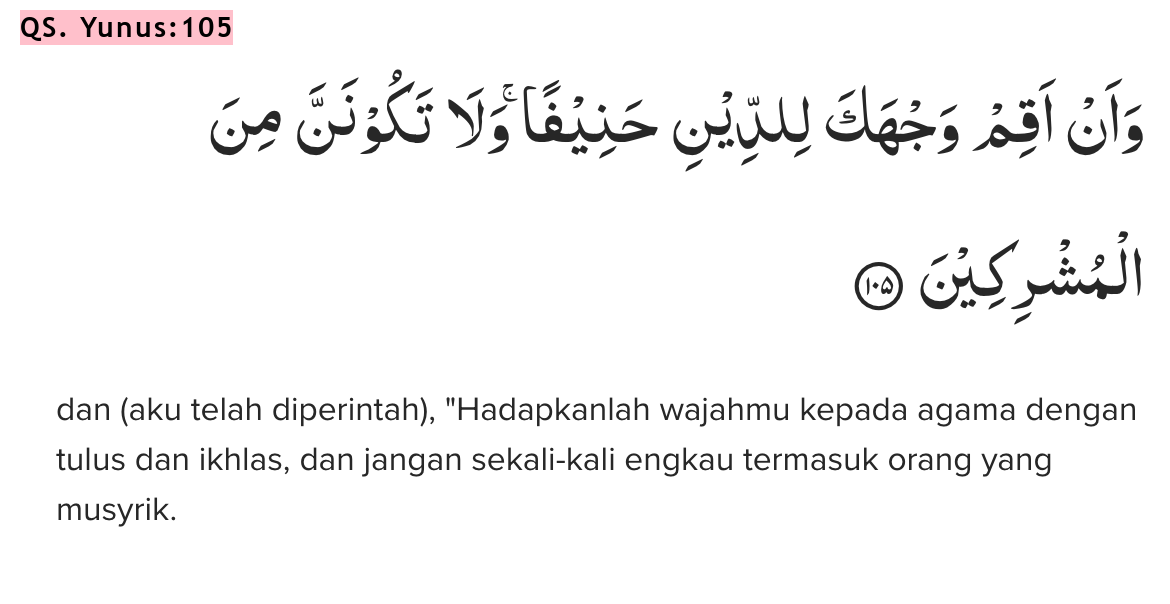 QS. Yunus:105
وَاَنْ اَقِمْ وَجْهَكَ لِلدِّيْنِ حَنِيْفًاۚ وَلَا تَكُوْنَنَّ مِنَ
الْمُشْرِكِيْنَ ۝١٠٥
dan (aku telah diperintah), "Hadapkanlah wajahmu kepada agama dengan
tulus dan ikhlas, dan jangan sekali-kali engkau termasuk orang yang
musyrik.